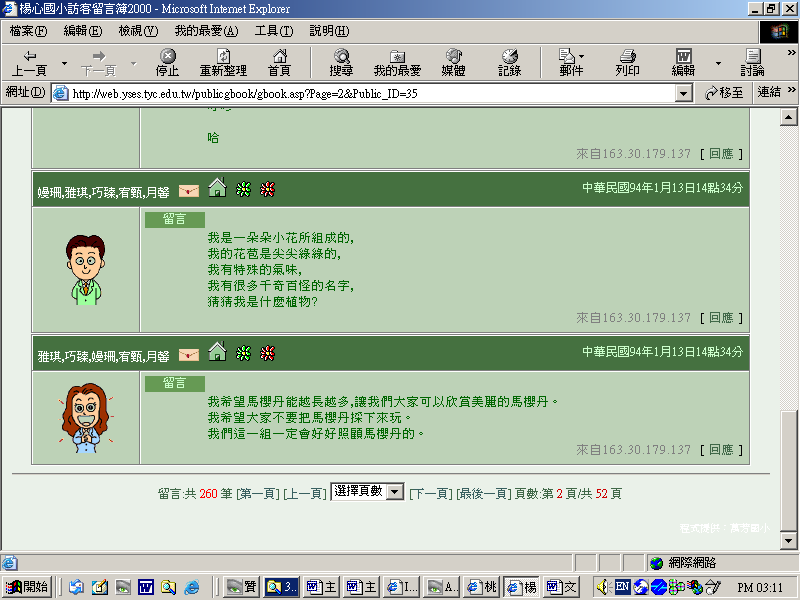 楊心國小訪客留言簿2000 - Microsoft Internet Explorer
檔案(F) 編輯(E) 檢視(V) 我的最愛(A) 工具(T) 說明(H)
上一頁 下一頁 停止 重新整理 首頁 搜尋 我的最愛 媒體 記錄 郵件 列印 編輯 討論
網址(D) http://web.yses.tyc.edu.tw/publicgbook/gbook.asp?Page=2&Public_ID=35 移至 連結 »
哈
來自163.30.179.137 [ 回應 ]
嫚珊,雅琪,巧臻,宥甄,月馨 中華民國94年1月13日14點34分
留言
我是一朵朵小花所組成的,
我的花苞是尖尖綠綠的,
我有特殊的氣味,
我有很多千奇百怪的名字,
猜猜我是什麼植物?
來自163.30.179.137 [ 回應 ]
雅琪,巧臻,嫚珊,宥甄,月馨 中華民國94年1月13日14點34分
留言
我希望馬櫻丹能越長越多,讓我們大家可以欣賞美麗的馬櫻丹。
我希望大家不要把馬櫻丹採下來玩。
我們這一組一定會好好照顧馬櫻丹的。
來自163.30.179.137 [ 回應 ]
留言:共 260 筆 [第一頁] [上一頁] 選擇頁數 [下一頁] [最後一頁] 頁數:第 2 頁/共 52 頁
網際網路
開始 W 贊 3... 主 主 I... A... 桃 楊 文 EN PM 03:11